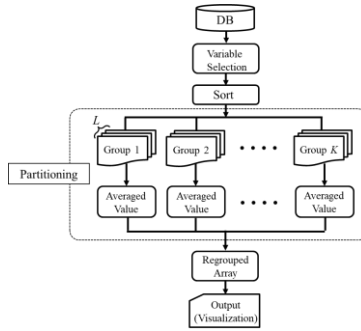 DB
Variable
Selection
Sort
L
Group 1
Group 2
Group K
Partitioning
Averaged
Value
Averaged
Value
Averaged
Value
Regrouped
Array
Output
(Visualization)